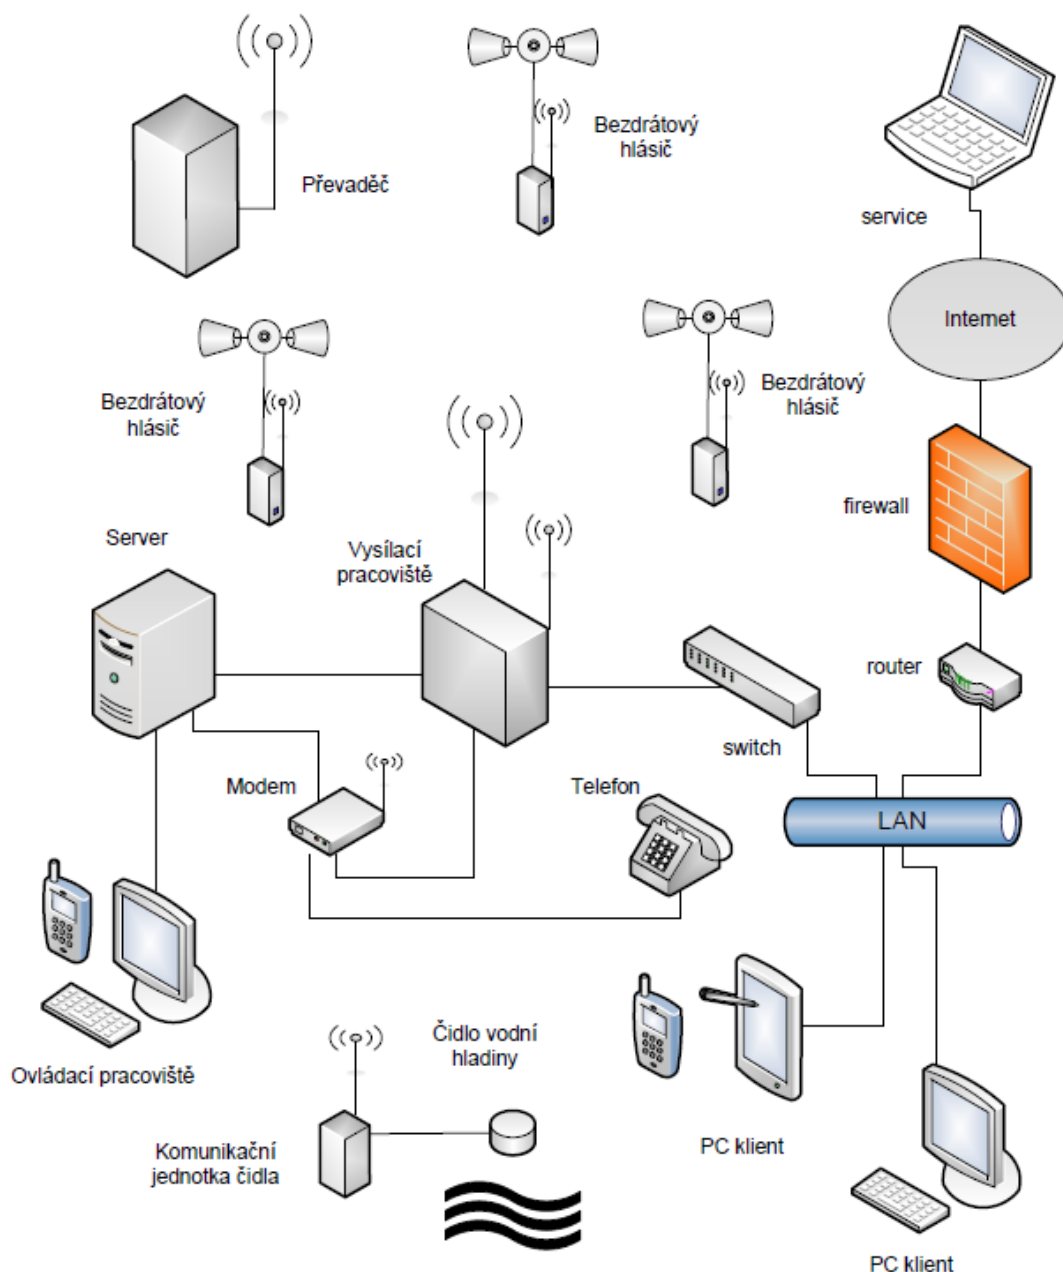 Převaděč
Bezdrátový
hlásič
service
Internet
Bezdrátový
hlásič
Bezdrátový
hlásič
firewall
Server
Vysílací
pracoviště
router
switch
Modem
Telefon
LAN
Ovládací pracoviště
Čidlo vodní
hladiny
Komunikační
jednotka čidla
PC klient
PC klient